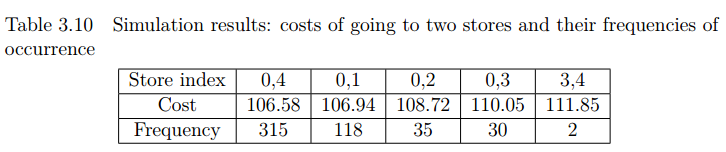 Table 3.10 Simulation results: costs of going to two stores and their frequencies of
occurrence
Store index 0,4 0,1 0,2 0,3 3,4
Cost 106.58 106.94 108.72 110.05 111.85
Frequency 315 118 35 30 2